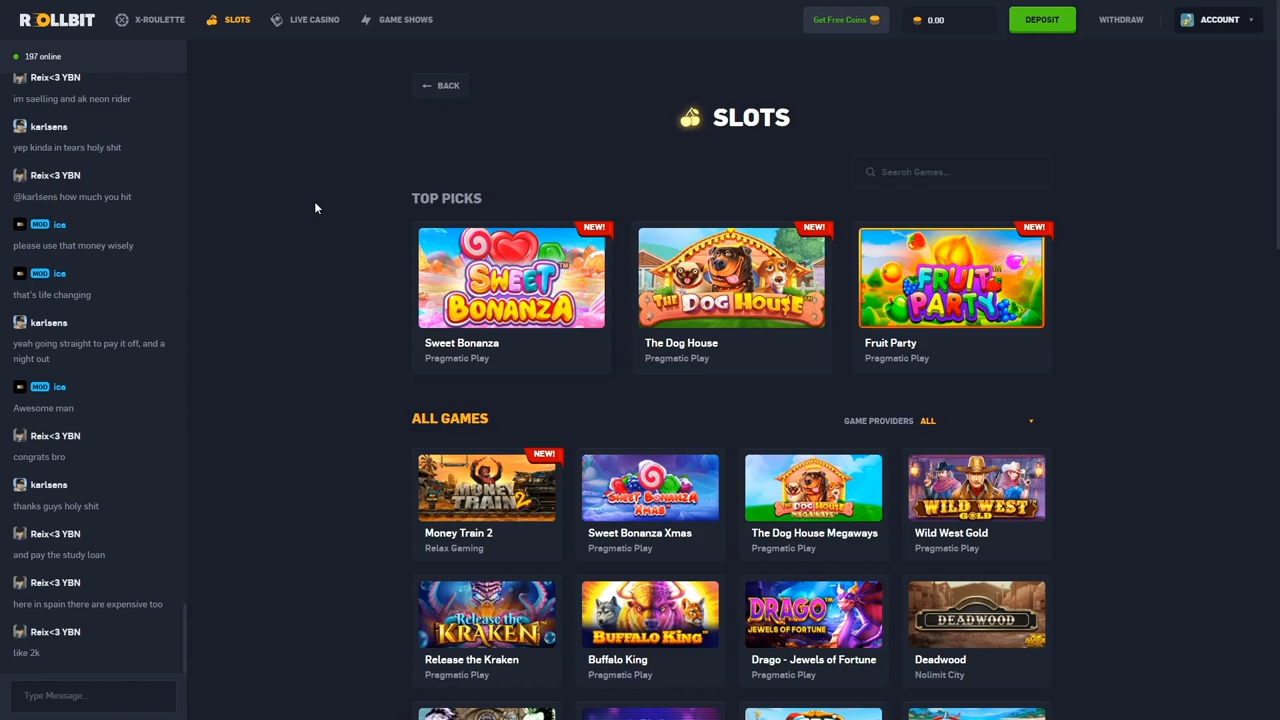 ROLLBIT
X-ROULETTE
SLOTS
LIVE CASINO
GAME SHOWS
Get Free Coins
0.00
DEPOSIT
WITHDRAW
ACCOUNT
197 online
Reix<3 YBN
im saelling and ak neon rider
karlsens
yep kinda in tears holy shit
Reix<3 YBN
@karlsens how much you hit
MOD ica
please use that money wisely
MOD ica
that's life changing
karlsens
yeah going straight to pay it off, and a
night out
MOD ica
Awesome man
Reix<3 YBN
congrats bro
karlsens
thanks guys holy shit
Reix<3 YBN
and pay the study loan
Reix<3 YBN
here in spain there are expensive too
Reix<3 YBN
like 2k
Type Message...
← BACK
SLOTS
Search Games...
TOP PICKS
NEW!
SWEET
BONANZA
Sweet Bonanza
Pragmatic Play
NEW!
THE DOG HOUSE
The Dog House
Pragmatic Play
NEW!
FRUIT
PARTY
Fruit Party
Pragmatic Play
ALL GAMES
GAME PROVIDERS ALL
NEW!
MONEY
TRAIN 2
Money Train 2
Relax Gaming
SWEET BONANZA
XMAS
Sweet Bonanza Xmas
Pragmatic Play
THE DOG HOUSE
MEGAWAYS
The Dog House Megaways
Pragmatic Play
WILD WEST
GOLD
Wild West Gold
Pragmatic Play
Release the
KRAKEN
Release the Kraken
Pragmatic Play
BUFFALO KING
Buffalo King
Pragmatic Play
DRAGO
JEWELS OF FORTUNE
Drago - Jewels of Fortune
Pragmatic Play
DEADWOOD
Deadwood
Nolimit City